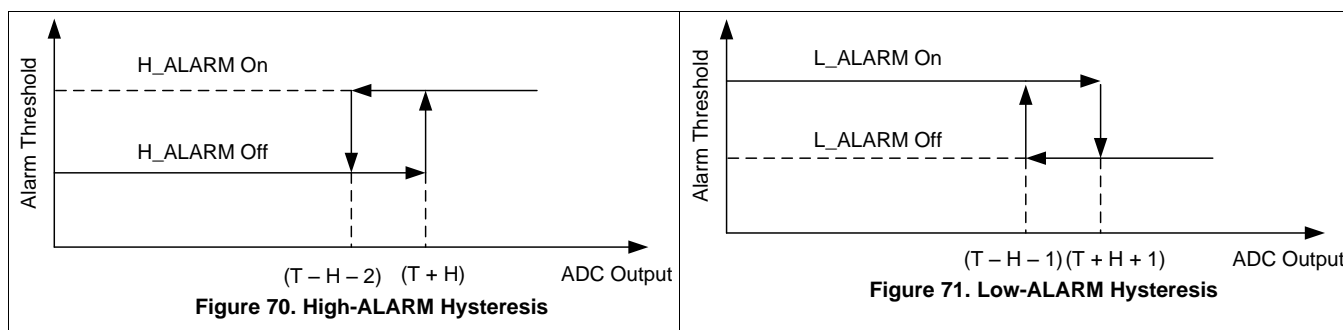 Alarm Threshold
H_ALARM On
H_ALARM Off
(T – H – 2)
(T + H)
ADC Output
Figure 70. High-ALARM Hysteresis
Alarm Threshold
L_ALARM On
L_ALARM Off
(T – H – 1)
(T + H + 1)
ADC Output
Figure 71. Low-ALARM Hysteresis